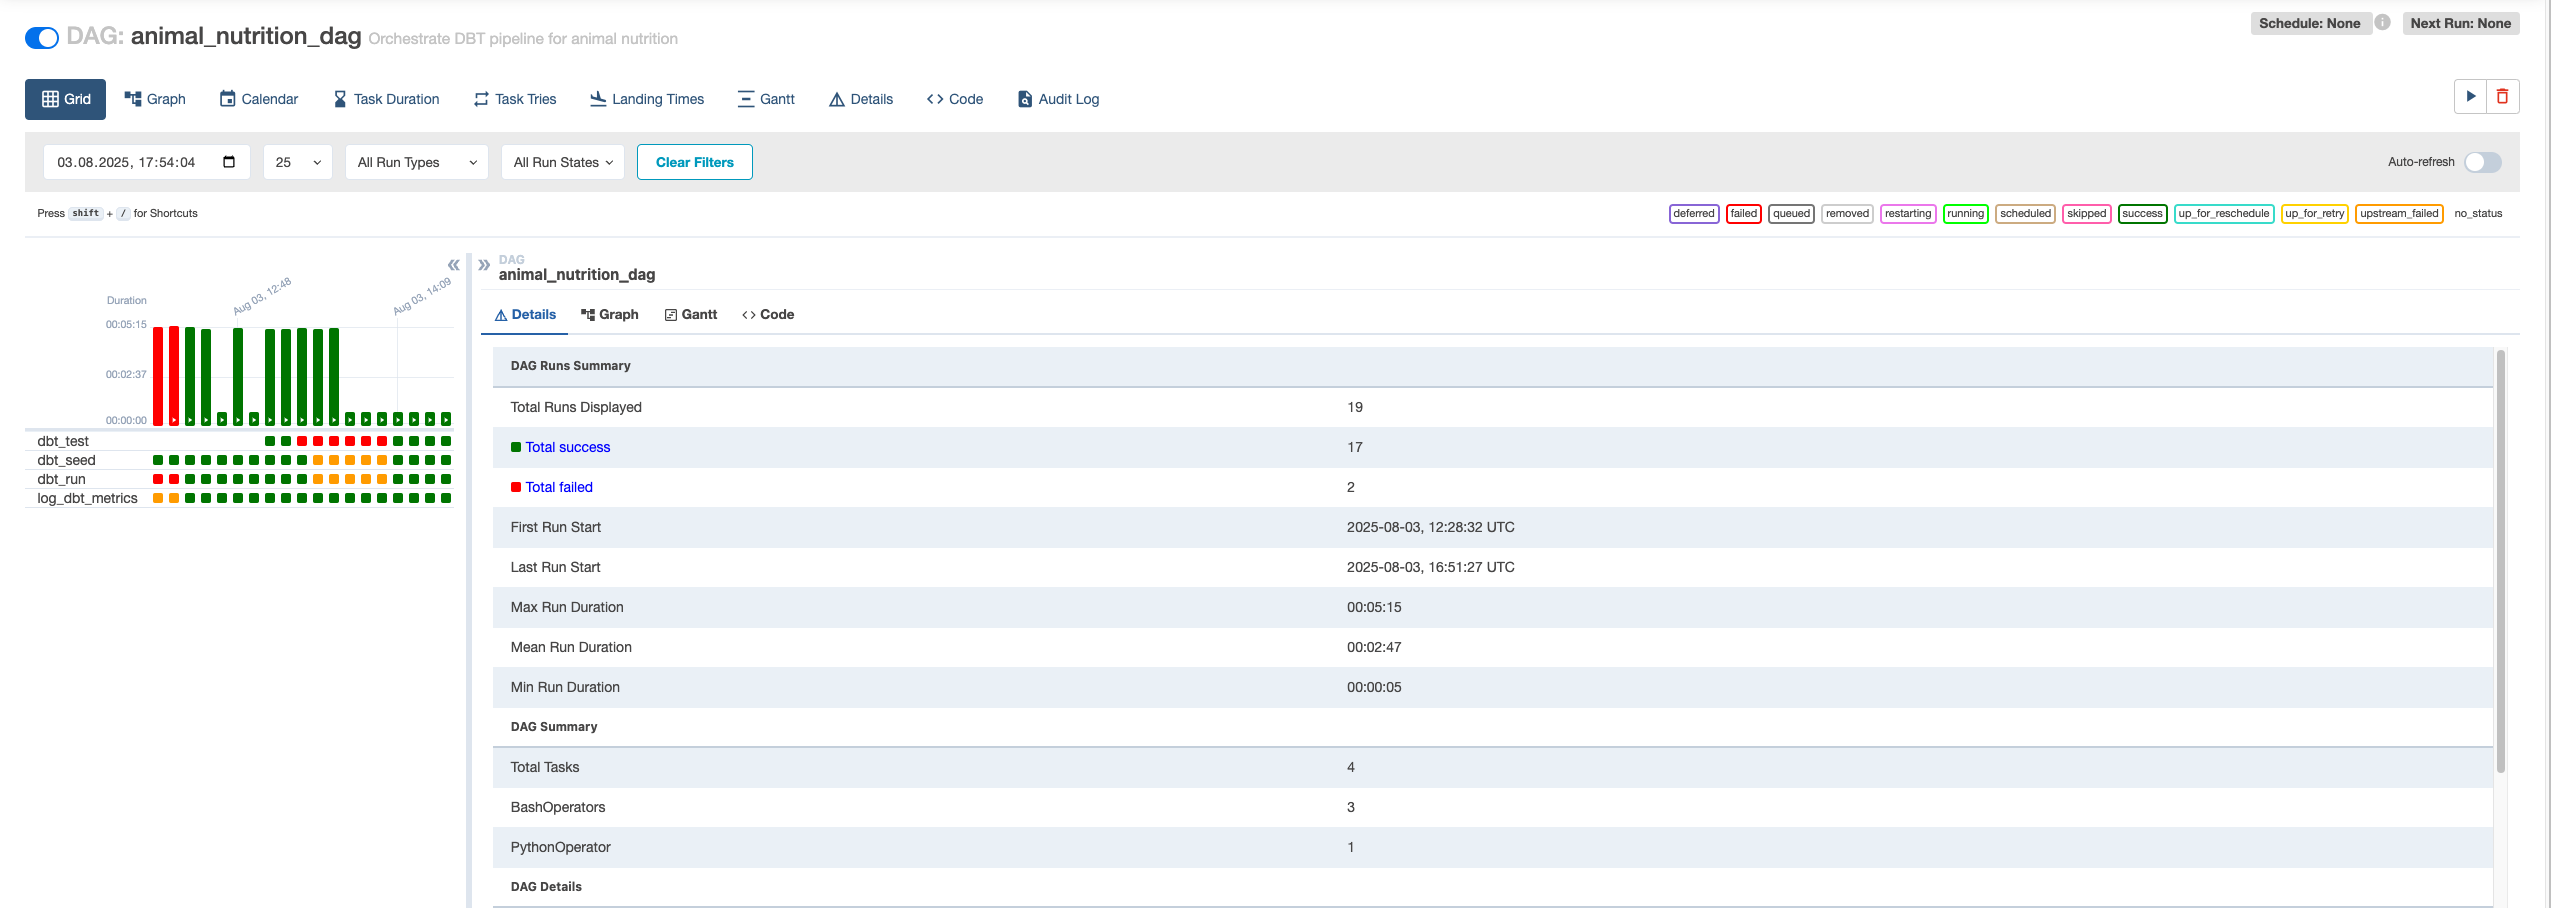 DAG: animal_nutrition_dag Orchestrate DBT pipeline for animal nutrition
Schedule: None
Next Run: None
Grid
Graph
Calendar
Task Duration
Task Tries
Landing Times
Gantt
Details
Code
Audit Log
03.08.2025, 17:54:04
25
All Run Types
All Run States
Clear Filters
Auto-refresh
Press shift + / for Shortcuts
deferred
failed
queued
removed
restarting
running
scheduled
skipped
success
up_for_reschedule
up_for_retry
upstream_failed
no_status
Duration
Aug 03, 12:48
Aug 03, 14:09
00:05:15
00:02:37
00:00:00
dbt_test
dbt_seed
dbt_run
log_dbt_metrics
DAG
animal_nutrition_dag
Details
Graph
Gantt
Code
DAG Runs Summary
Total Runs Displayed 19
Total success 17
Total failed 2
First Run Start 2025-08-03, 12:28:32 UTC
Last Run Start 2025-08-03, 16:51:27 UTC
Max Run Duration 00:05:15
Mean Run Duration 00:02:47
Min Run Duration 00:00:05
DAG Summary
Total Tasks 4
BashOperators 3
PythonOperator 1
DAG Details